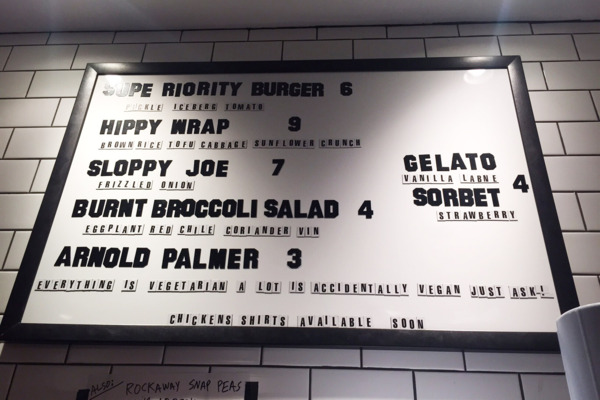 SUPE RIORITY BURGER 6
PICKLE ICEBERG TOMATO
HIPPY WRAP 9
BROWN RICE TOFU CABBAGE SUNFLOWER CRUNCH
SLOPPY JOE 7
FRIZZLED ONION
BURNT BROCCOLI SALAD 4
EGGPLANT RED CHILE CORIANDER VIN
ARNOLD PALMER 3
GELATO
VANILLA LABNE
SORBET 4
STRAWBERRY
EVERYTHING IS VEGETARIAN A LOT IS ACCIDENTALLY VEGAN JUST ASK!
CHICKENS SHIRTS AVAILABLE SOON
ALSO: ROCKAWAY SNAP PEAS